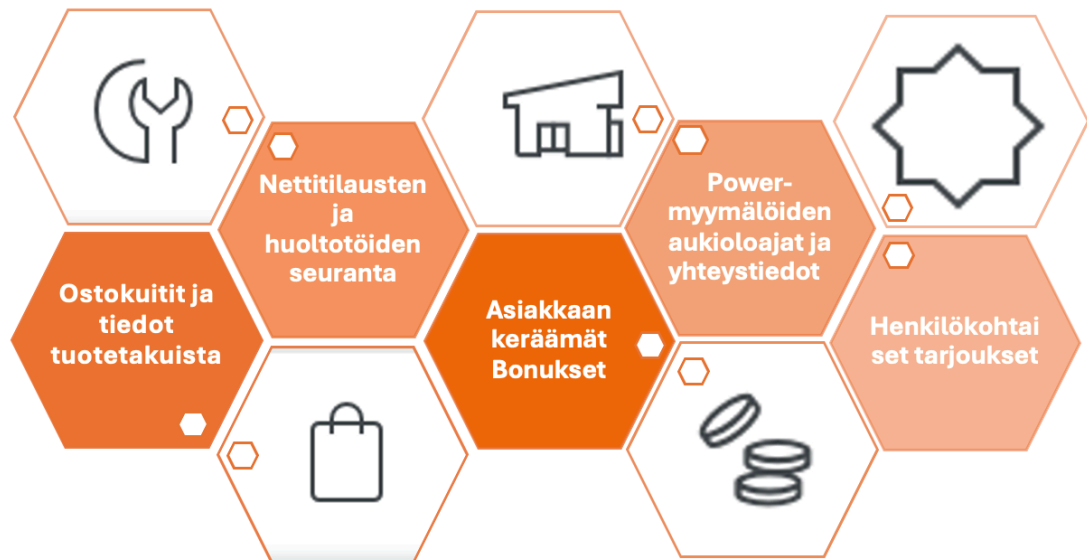 Ostokuitit ja
tiedot
tuotetakuista
Nettitilausten
ja
huoltotöiden
seuranta
Asiakkaan
keräämät
Bonukset
Power-
myymälöiden
aukioloajat ja
yhteystiedot
Henkilökohtai
set tarjoukset